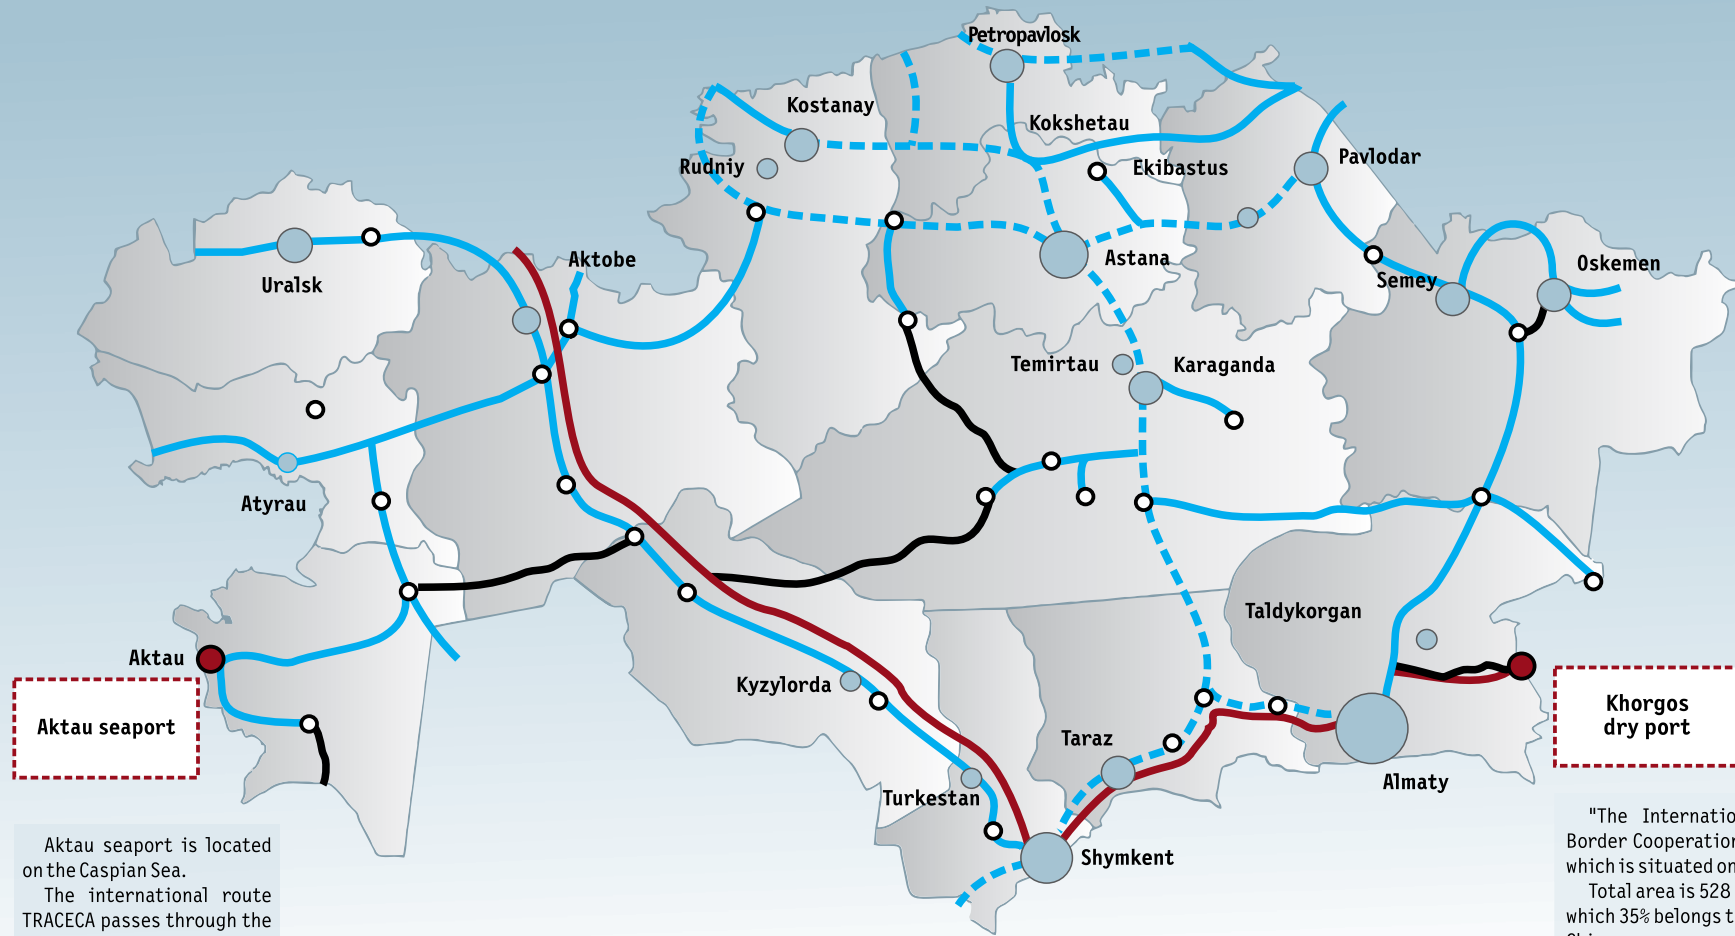 Petropavlosk
Kostanay
Kokshetau
Rudniy
Ekibastus
Pavlodar
Aktobe
Astana
Oskemen
Semey
Uralsk
Temirtau
Karaganda
Atyrau
Taldykorgan
Aktau
Kyzylorda
Aktau seaport
Khorgos
dry port
Taraz
Almaty
Turkestan
Shymkent
Aktau seaport is located
on the Caspian Sea.
The international route
TRACECA passes through the
"The Internatio
Border Cooperation
which is situated on
Total area is 528
which 35% belongs t